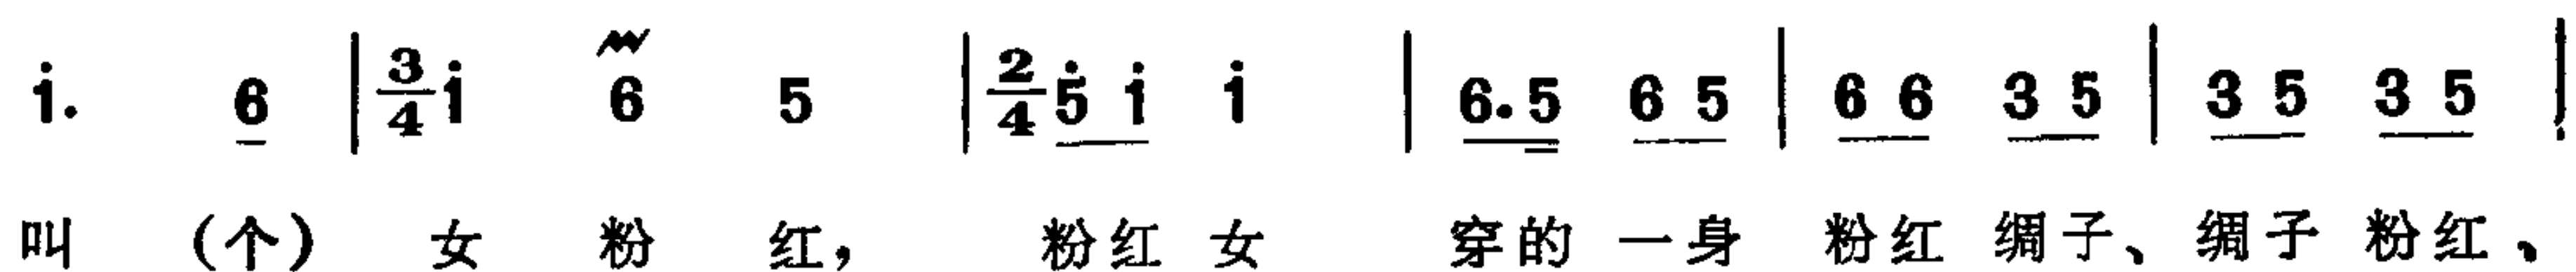 i̇. 6 | 3/4 i̇ 6 5 | 2/4 5̇ i̇ i̇ | 6.5 6 5 | 6 6 3 5 | 3 5 3 5 |
叫 (个) 女 粉 红, 粉红 女 穿的 一身 粉红 绸子、绸子 粉红、